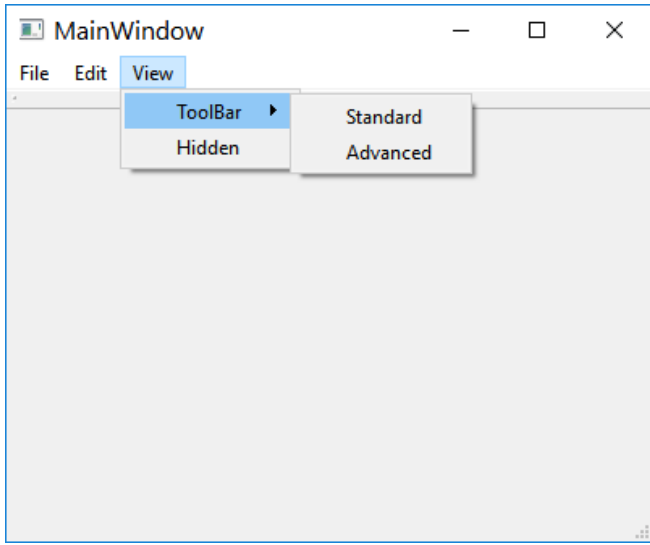 MainWindow
File Edit View
ToolBar
Hidden
Standard
Advanced